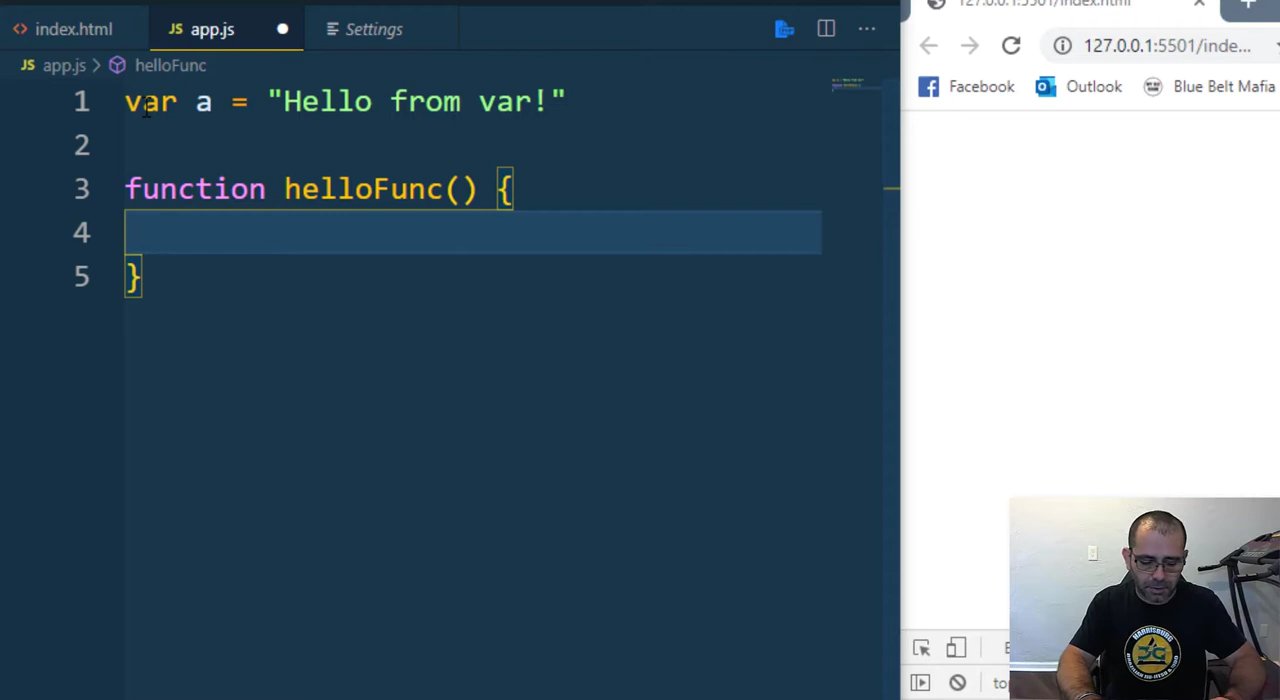 index.html
JS app.js
Settings
127.0.0.1:5501/index.html
JS app.js > helloFunc
127.0.0.1:5501/inde...
Facebook
Outlook
Blue Belt Mafia
1 var a = "Hello from var!"
2
3 function helloFunc() {
4
5 }
HARRISBURG